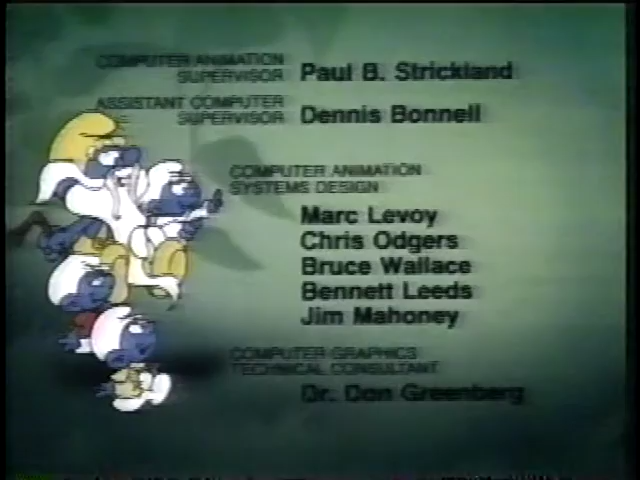 COMPUTER ANIMATION
SUPERVISOR Paul B. Strickland
ASSISTANT COMPUTER
SUPERVISOR Dennis Bonnell
COMPUTER ANIMATION
SYSTEMS DESIGN
Marc Levoy
Chris Odgers
Bruce Wallace
Bennett Leeds
Jim Mahoney
COMPUTER GRAPHICS
TECHNICAL CONSULTANT
Dr. Don Greenberg